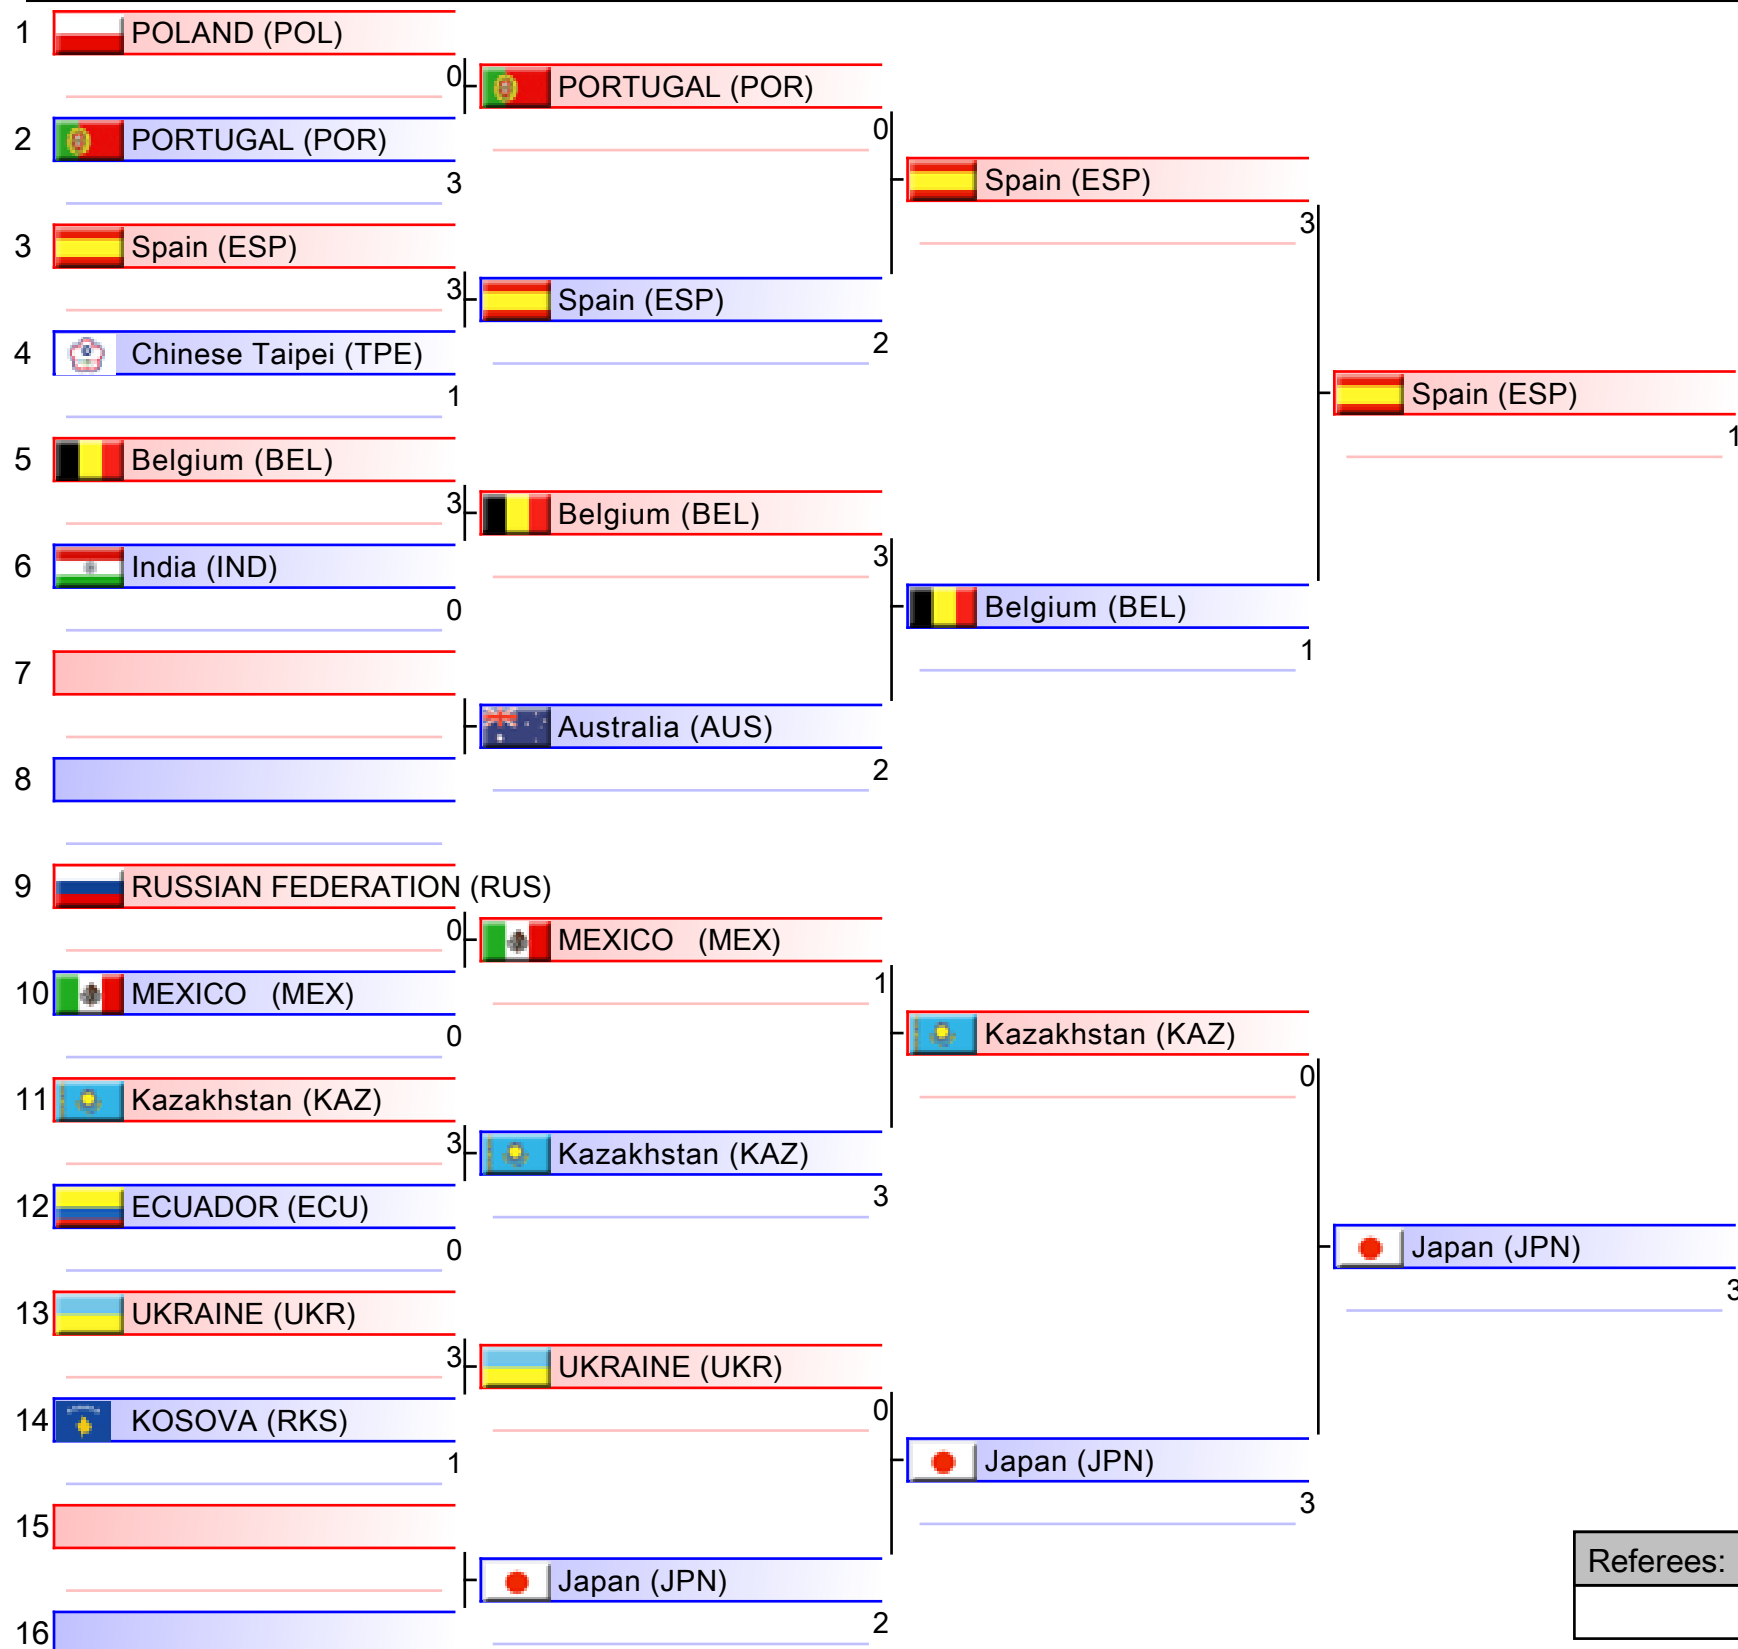 1 POLAND (POL)
0 PORTUGAL (POR)
2 PORTUGAL (POR)
0
3
Spain (ESP)
3
3 Spain (ESP)
3 Spain (ESP)
4 Chinese Taipei (TPE)
2
1
Spain (ESP)
1
5 Belgium (BEL)
3 Belgium (BEL)
6 India (IND)
3
0
Belgium (BEL)
1
7
Australia (AUS)
2
8
9 RUSSIAN FEDERATION (RUS)
0 MEXICO (MEX)
1
10 MEXICO (MEX)
0
Kazakhstan (KAZ)
0
11 Kazakhstan (KAZ)
3 Kazakhstan (KAZ)
3
12 ECUADOR (ECU)
0
Japan (JPN)
3
13 UKRAINE (UKR)
3 UKRAINE (UKR)
0
14 KOSOVA (RKS)
1
Japan (JPN)
3
15
Japan (JPN)
2
16
Referees: